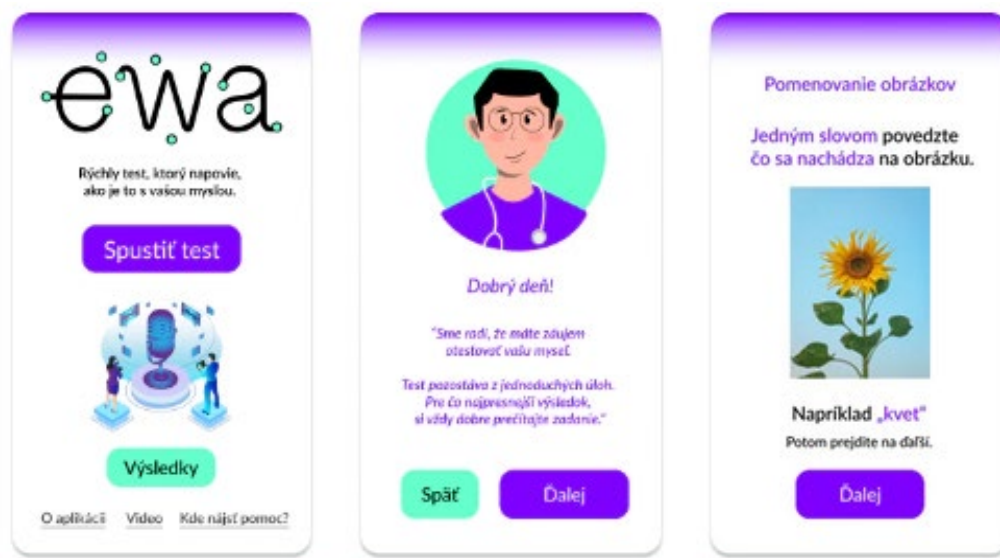 ewa
Rýchly test, ktorý napovie,
ako je to s vašou mysľou.
Spustiť test
Výsledky
O aplikácii Video Kde nájsť pomoc?
Dobrý deň!
"Sme radi, že máte záujem
otestovať vašu myseľ.
Test pozostáva z jednoduchých úloh.
Pre čo najpresnejší výsledok,
si vždy dobre prečítajte zadanie."
Späť
Ďalej
Pomenovanie obrázkov
Jedným slovom povedzte
čo sa nachádza na obrázku.
Napríklad „kvet"
Potom prejdite na ďaľší.
Ďalej